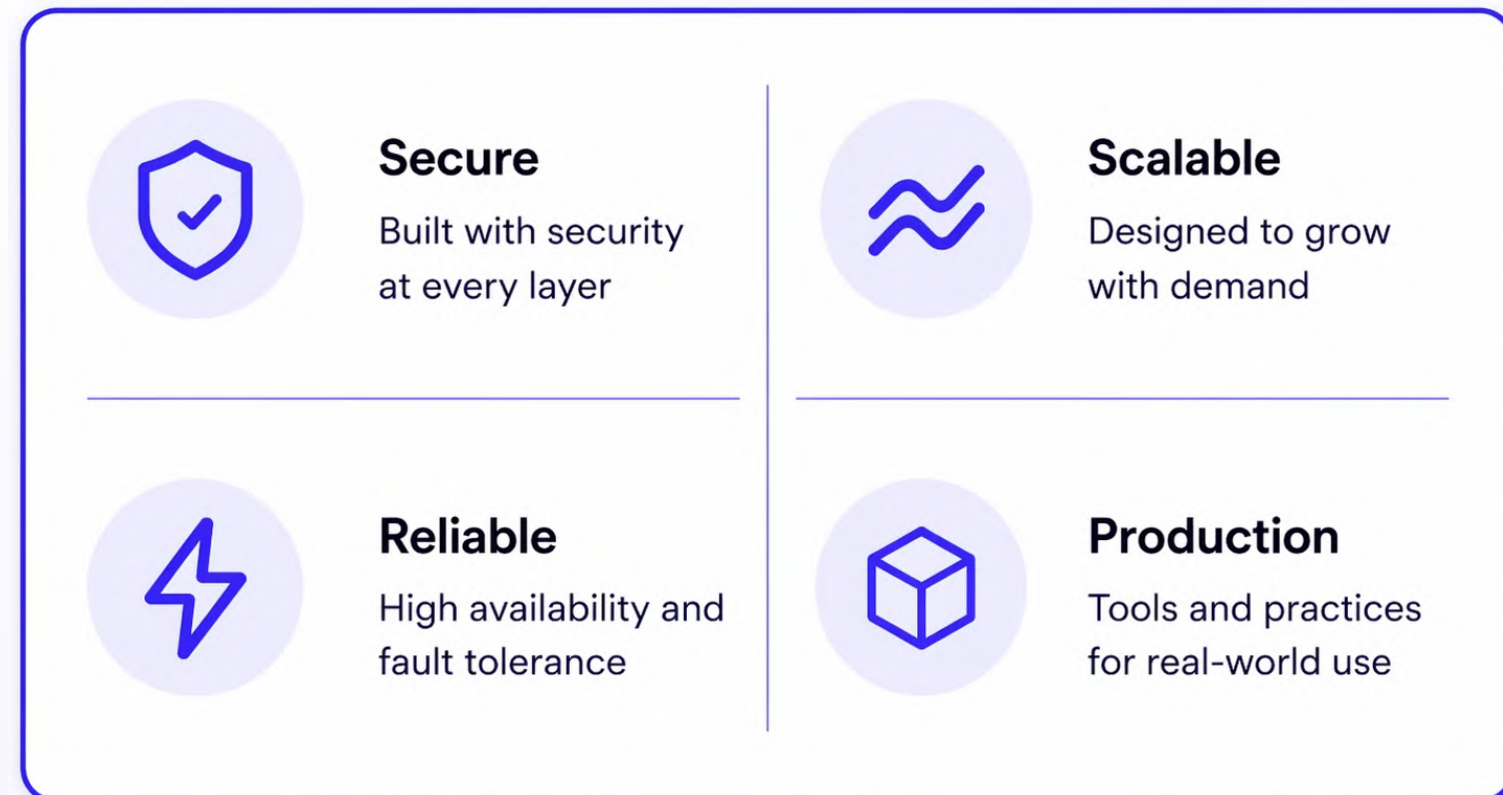 Secure
Built with security
at every layer
Scalable
Designed to grow
with demand
Reliable
High availability and
fault tolerance
Production
Tools and practices
for real-world use